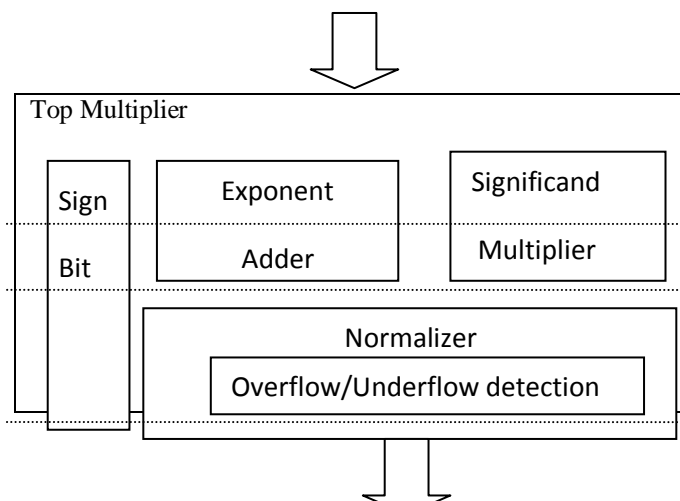 Top Multiplier
Sign
Bit
Exponent
Adder
Significand
Multiplier
Normalizer
Overflow/Underflow detection